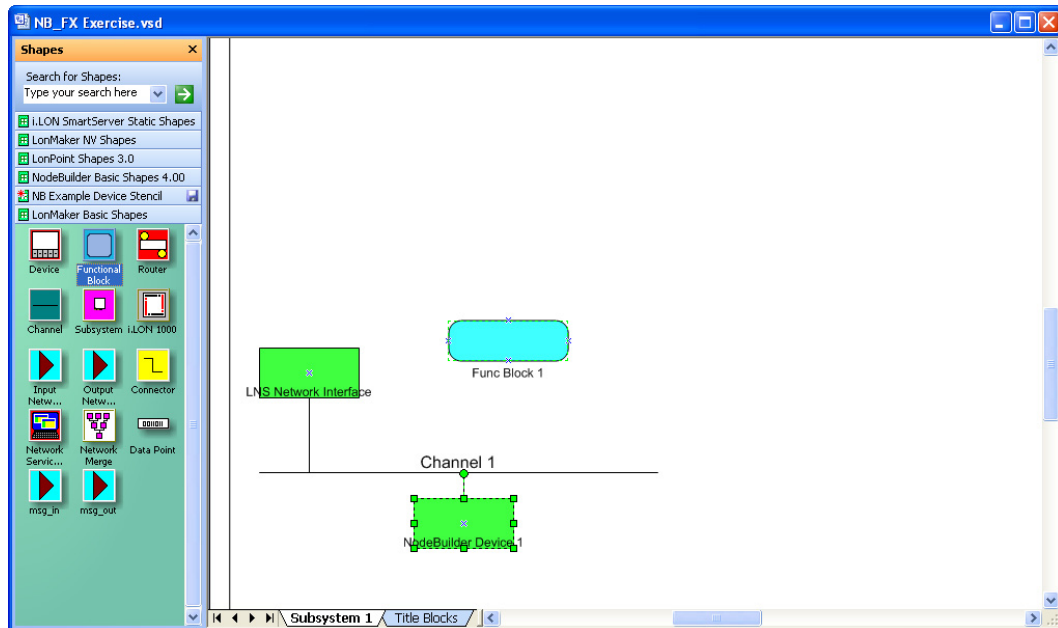 NB_FX Exercise.vsd
Shapes
Search for Shapes:
Type your search here
i.LON SmartServer Static Shapes
LonMaker NV Shapes
LonPoint Shapes 3.0
NodeBuilder Basic Shapes 4.00
NB Example Device Stencil
LonMaker Basic Shapes
Device
Functional
Block
Router
Channel
Subsystem
i.LON 1000
Input
Netw...
Output
Netw...
Connector
Network
Servic...
Network
Merge
Data Point
msg_in
msg_out
Func Block 1
LNS Network Interface
Channel 1
NodeBuilder Device 1
Subsystem 1
Title Blocks